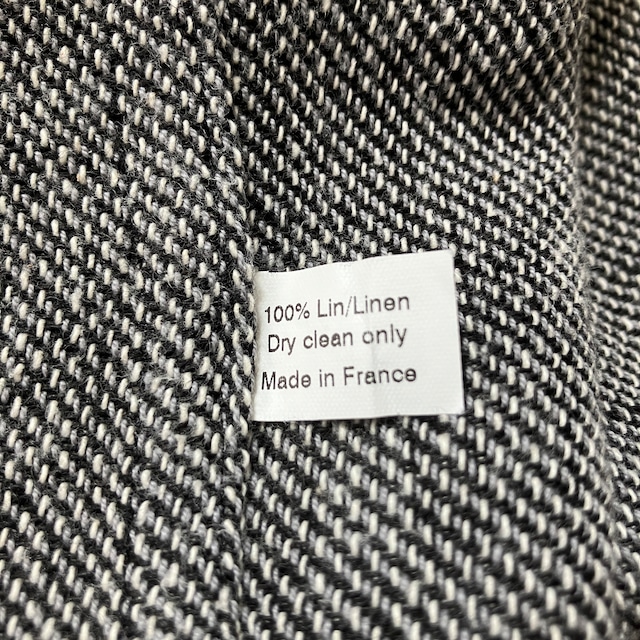 100% Lin/Linen
Dry clean only
Made in France